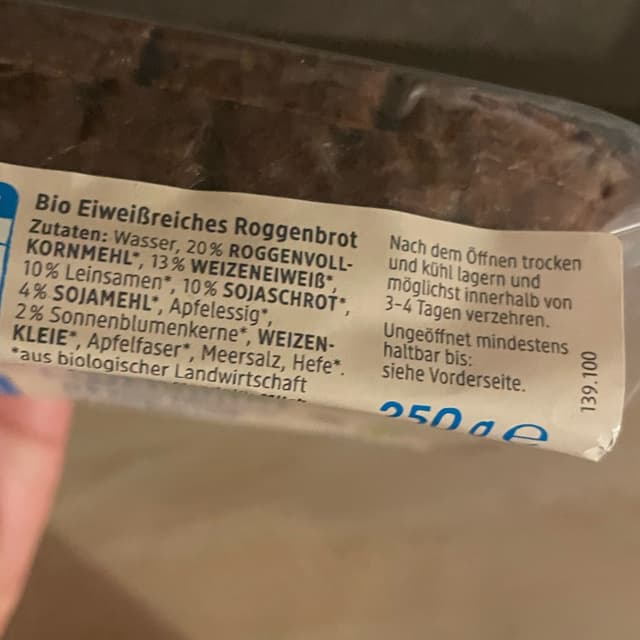 Bio Eiweißreiches Roggenbrot
Zutaten: Wasser, 20% ROGGENVOLL-
KORNMEHL*, 13% WEIZENEIWEIß*,
10% Leinsamen*, 10% SOJASCHROT*,
4% SOJAMEHL*, Apfelessig*,
2% Sonnenblumenkerne*, WEIZEN-
KLEIE*, Apfelfaser*, Meersalz, Hefe*.
*aus biologischer Landwirtschaft
Nach dem Öffnen trocken
und kühl lagern und
möglichst innerhalb von
3-4 Tagen verzehren.
Ungeöffnet mindestens
haltbar bis:
siehe Vorderseite.
250 g e
139.100